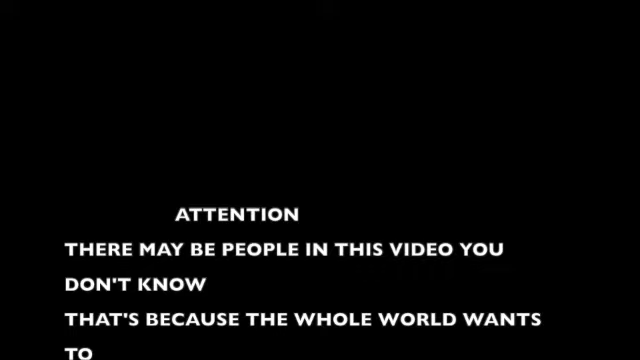 ATTENTION
THERE MAY BE PEOPLE IN THIS VIDEO YOU
DON'T KNOW
THAT'S BECAUSE THE WHOLE WORLD WANTS
TO